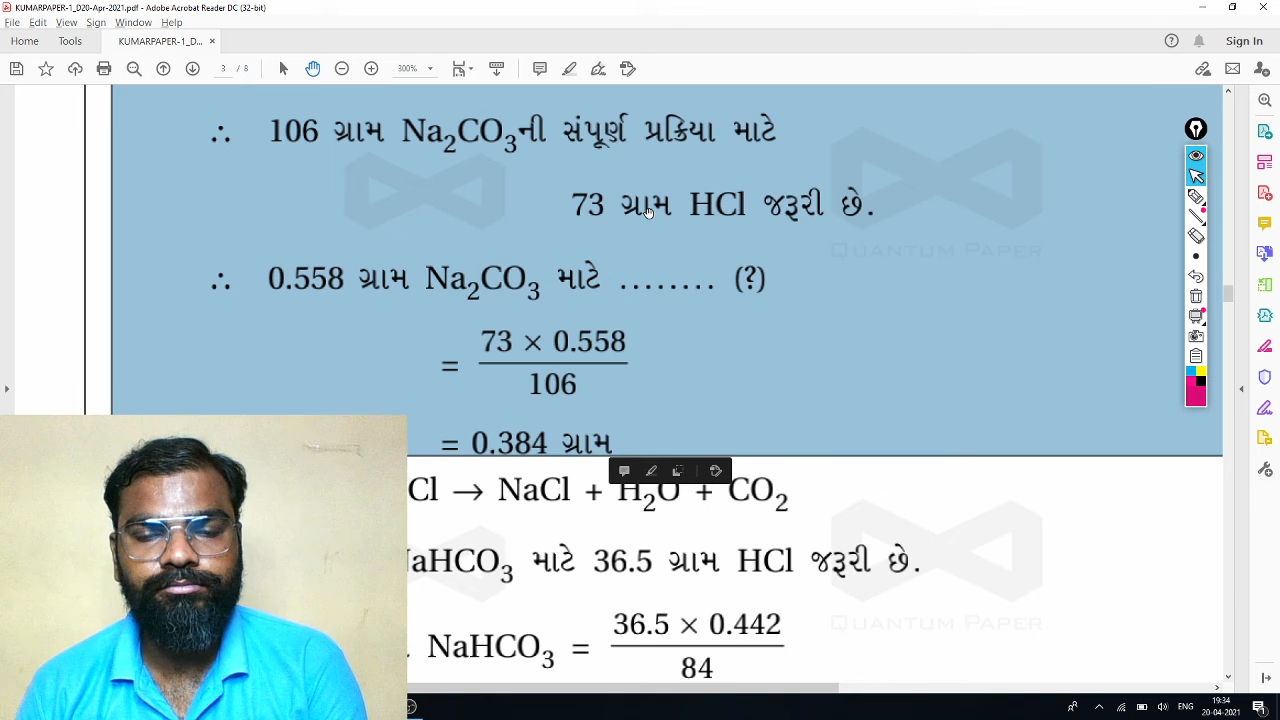 KUMARPAPER-1_D20-Apr-2021.pdf - Adobe Acrobat Reader DC (32-bit)
File Edit View Sign Window Help
Home Tools KUMARPAPER-1_D... × Sign In
3 / 8 300%
∴ 106 ગ્રામ Na₂CO₃ની સંપૂર્ણ પ્રક્રિયા માટે
73 ગ્રામ HCl જરૂરી છે.
QUANTUM PAPER
∴ 0.558 ગ્રામ Na₂CO₃ માટે ........ (?)
= 73 × 0.558
106
= 0.384 ગ્રામ
Cl → NaCl + H₂O + CO₂
NaHCO₃ માટે 36.5 ગ્રામ HCl જરૂરી છે.
QUANTUM PAPER
NaHCO₃ = 36.5 × 0.442
84
ENG 19:34
20-04-2021